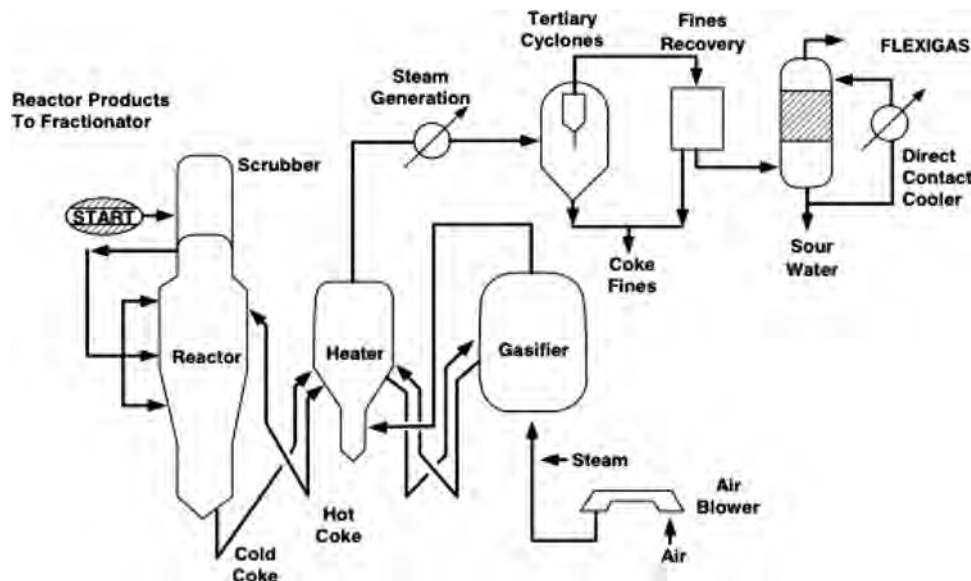 Tertiary
Cyclones
Fines
Recovery
FLEXIGAS
Steam
Generation
Reactor Products
To Fractionator
Scrubber
START
Direct
Contact
Cooler
Sour
Water
Coke
Fines
Reactor
Heater
Gasifier
Steam
Air
Blower
Hot
Coke
Air
Cold
Coke